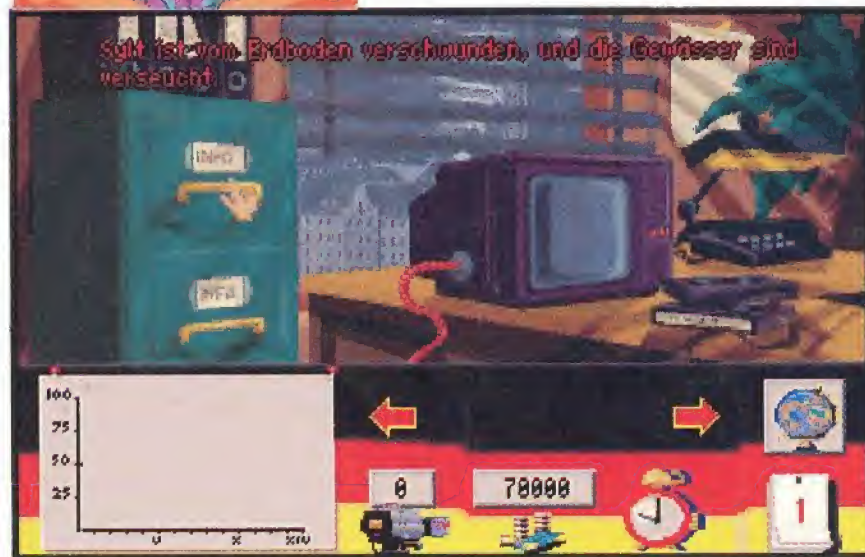 Sylt ist vom Erdboden verschwunden, und die Gewässer sind
verseucht.
INFO
INFO
100
75
50
25
0
X
XIV
0
70000
1